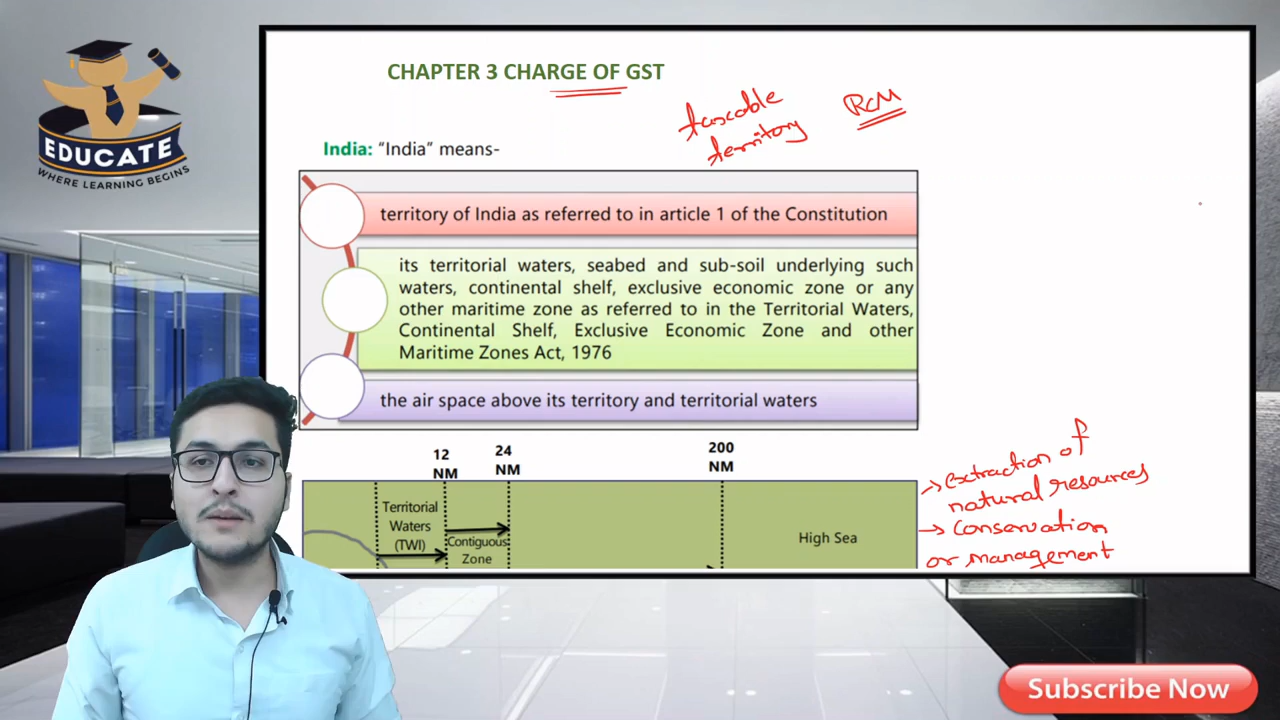 EDUCATE
WHERE LEARNING BEGINS
CHAPTER 3 CHARGE OF GST
taxable
territory
RCM
India: “India” means-
territory of India as referred to in article 1 of the Constitution
its territorial waters, seabed and sub-soil underlying such
waters, continental shelf, exclusive economic zone or any
other maritime zone as referred to in the Territorial Waters,
Continental Shelf, Exclusive Economic Zone and other
Maritime Zones Act, 1976
the air space above its territory and territorial waters
12
NM
24
NM
200
NM
Territorial
Waters
(TWI)
Contiguous
Zone
High Sea
→ extraction of
natural resources
→ Conservation
or management
Subscribe Now